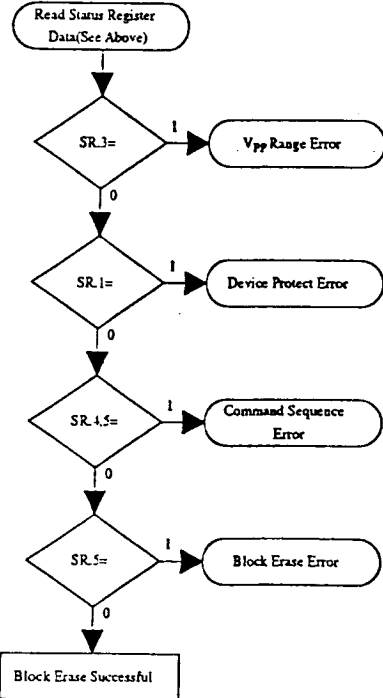 Read Status Register
Data(See Above)
SR.3=
1
VPP Range Error
0
SR.1=
1
Device Protect Error
0
SR.4,5=
1
Command Sequence
Error
0
SR.5=
1
Block Erase Error
0
Block Erase Successful